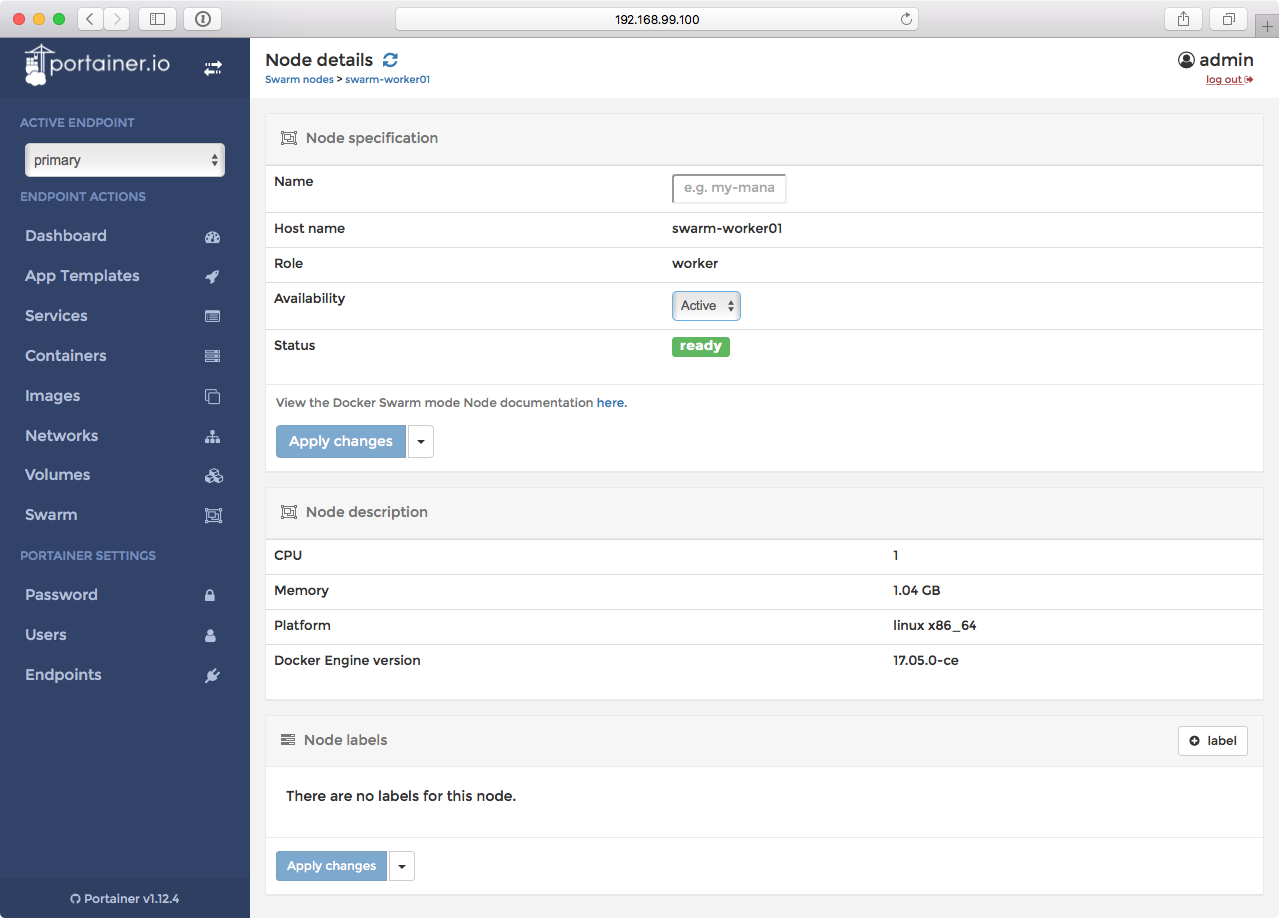 192.168.99.100
portainer.io
ACTIVE ENDPOINT
primary
ENDPOINT ACTIONS
Dashboard
App Templates
Services
Containers
Images
Networks
Volumes
Swarm
PORTAINER SETTINGS
Password
Users
Endpoints
Portainer v1.12.4
Node details
Swarm nodes > swarm-worker01
admin
log out
Node specification
Name e.g. my-mana
Host name swarm-worker01
Role worker
Availability Active
Status ready
View the Docker Swarm mode Node documentation here.
Apply changes
Node description
CPU 1
Memory 1.04 GB
Platform linux x86_64
Docker Engine version 17.05.0-ce
Node labels
label
There are no labels for this node.
Apply changes